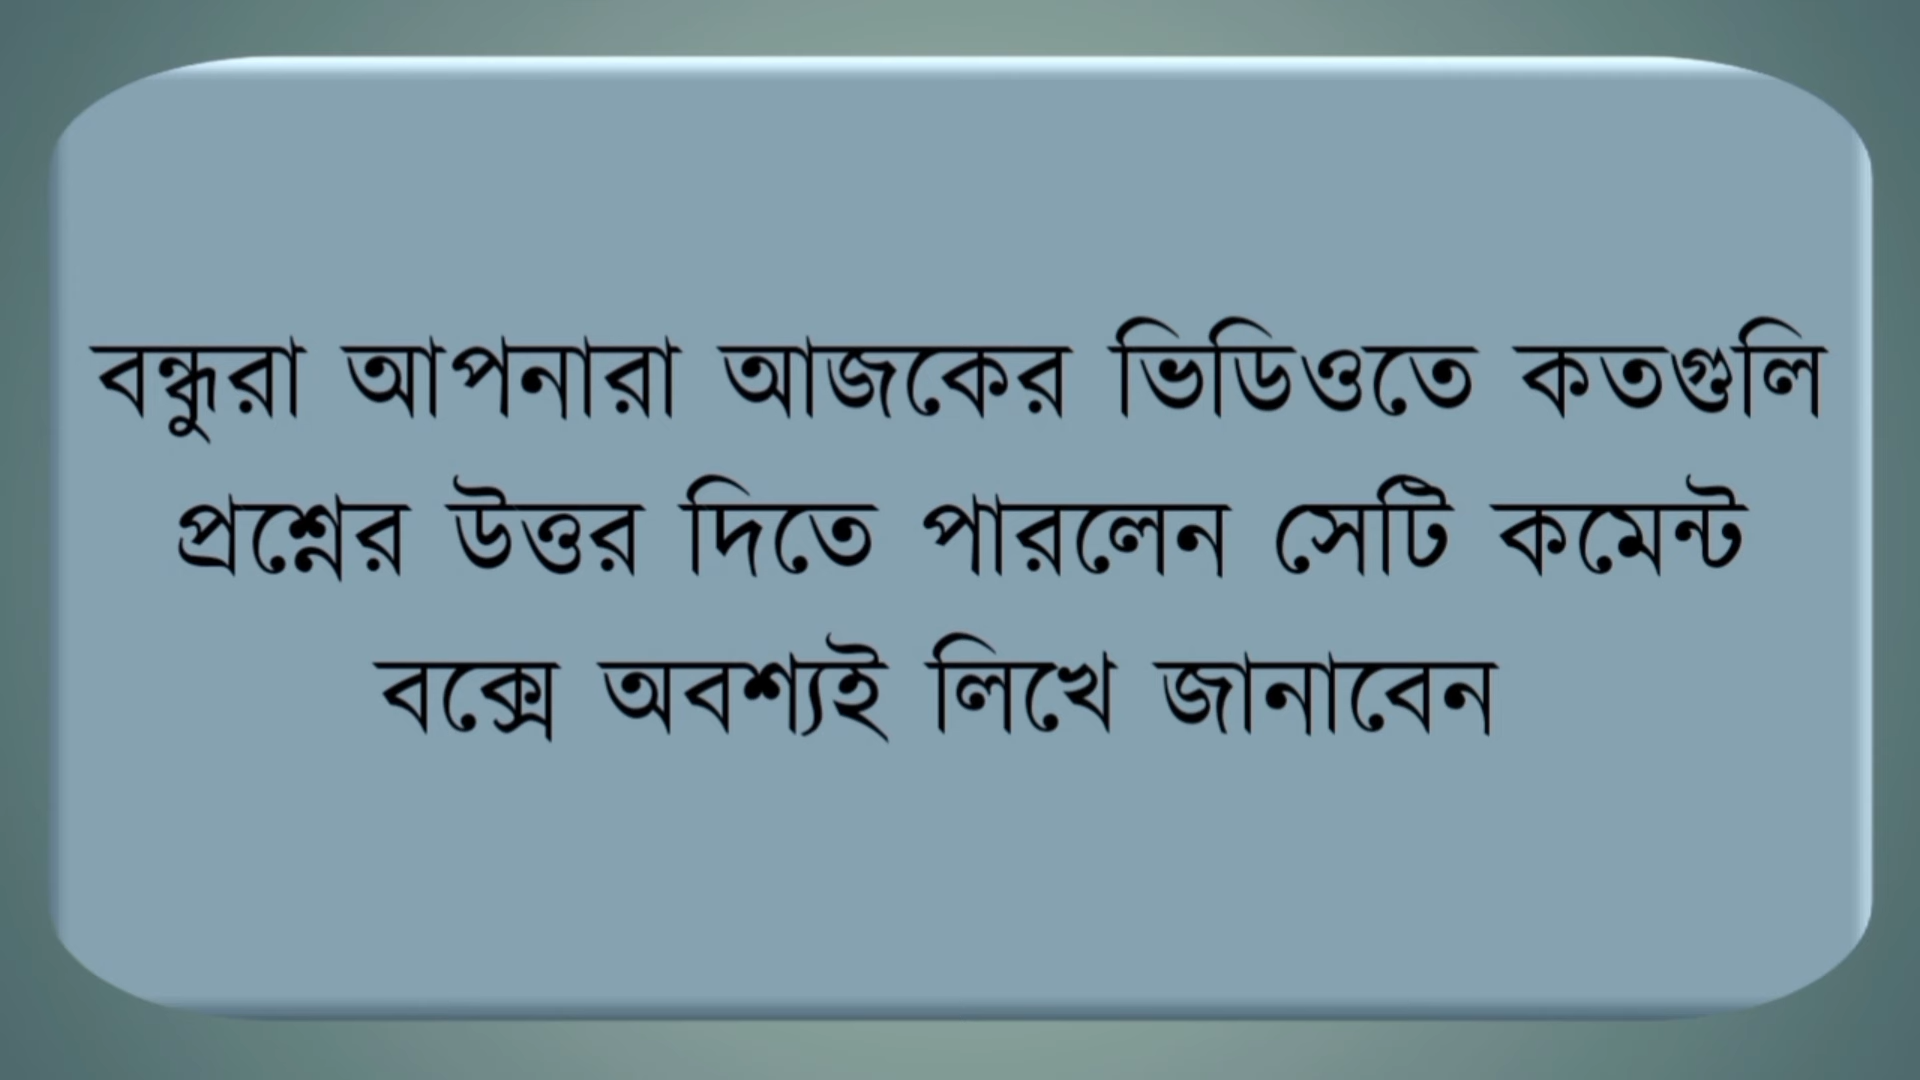 বন্ধুরা আপনারা আজকের ভিডিওতে কতগুলি
প্রশ্নের উত্তর দিতে পারলেন সেটি কমেন্ট
বক্সে অবশ্যই লিখে জানাবেন